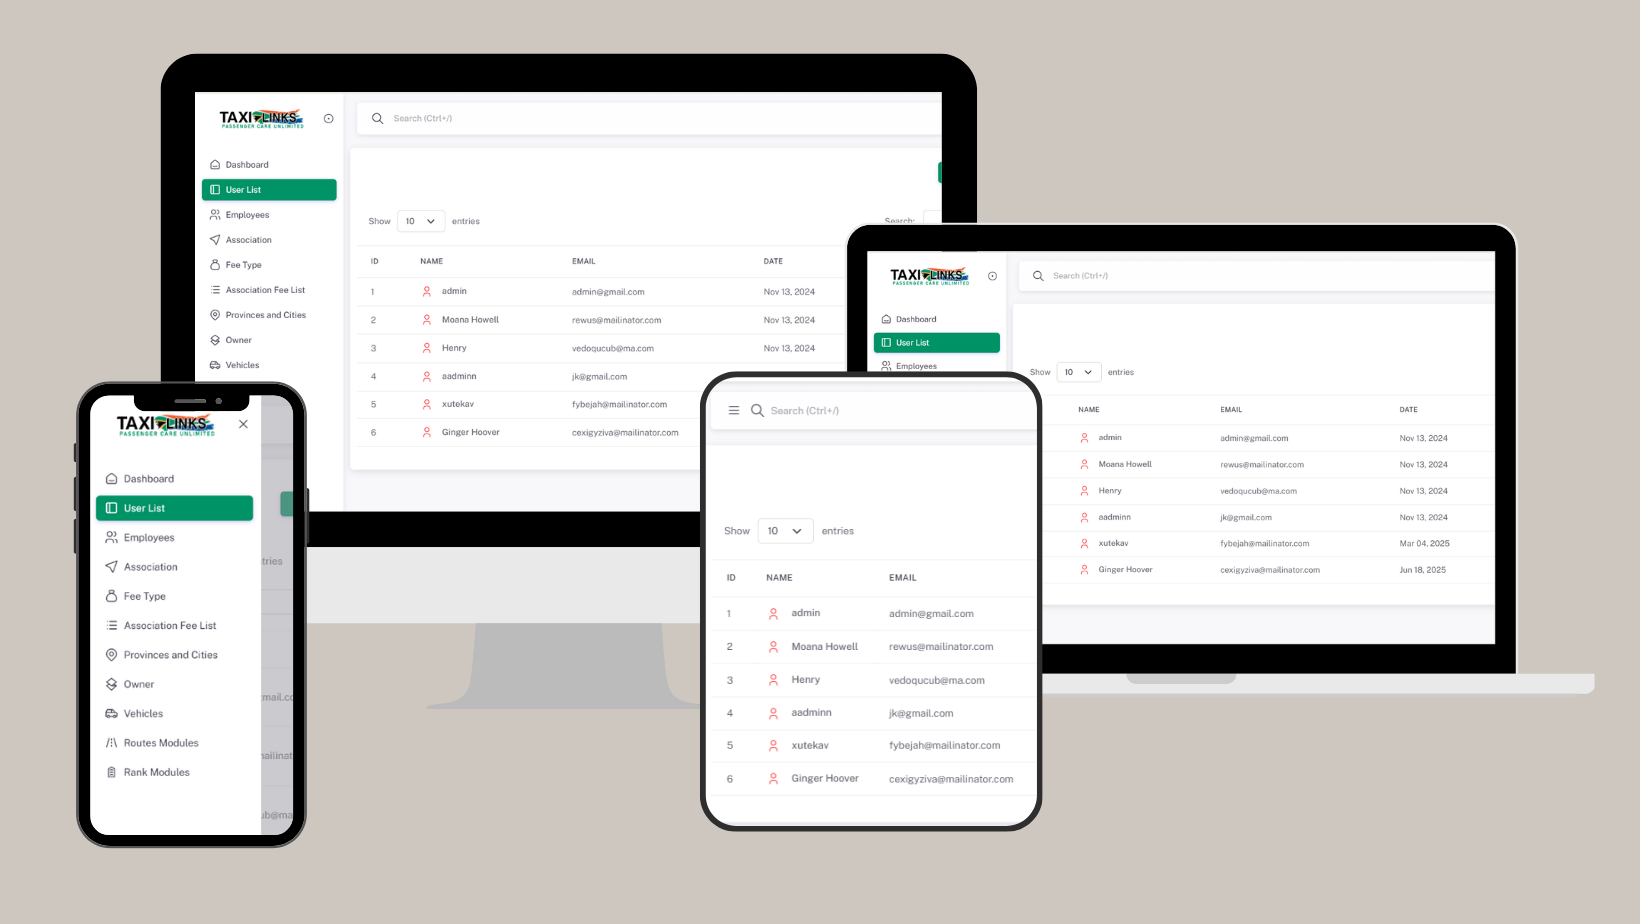 TAXI LINKS
PASSENGER CARE UNLIMITED
Search (Ctrl+/)
Dashboard
User List
Employees
Association
Fee Type
Association Fee List
Provinces and Cities
Owner
Vehicles
Show 10 entries
Search:
ID NAME EMAIL DATE
1 admin admin@gmail.com Nov 13, 2024
2 Moana Howell rewus@mailinator.com Nov 13, 2024
3 Henry vedoqucub@ma.com Nov 13, 2024
4 aadminn jk@gmail.com
5 xutekav fybejah@mailinator.com
6 Ginger Hoover cexigyziva@mailinator.com
TAXI LINKS
PASSENGER CARE UNLIMITED
Search (Ctrl+/)
Dashboard
User List
Employees
Show 10 entries
NAME EMAIL DATE
admin admin@gmail.com Nov 13, 2024
Moana Howell rewus@mailinator.com Nov 13, 2024
Henry vedoqucub@ma.com Nov 13, 2024
aadminn jk@gmail.com Nov 13, 2024
xutekav fybejah@mailinator.com Mar 04, 2025
Ginger Hoover cexigyziva@mailinator.com Jun 18, 2025
TAXI LINKS
PASSENGER CARE UNLIMITED
Dashboard
User List
Employees
Association
Fee Type
Association Fee List
Provinces and Cities
Owner
Vehicles
Routes Modules
Rank Modules
tries
mail.co
ailinat
ub@ma
Search (Ctrl+/)
Show 10 entries
ID NAME EMAIL
1 admin admin@gmail.com
2 Moana Howell rewus@mailinator.com
3 Henry vedoqucub@ma.com
4 aadminn jk@gmail.com
5 xutekav fybejah@mailinator.com
6 Ginger Hoover cexigyziva@mailinator.com